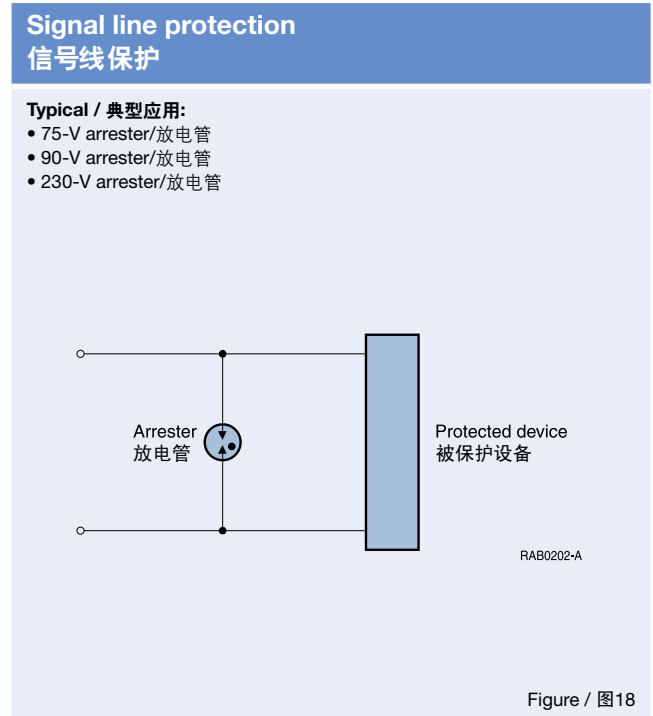 Signal line protection
信号线保护
Typical / 典型应用:
• 75-V arrester/放电管
• 90-V arrester/放电管
• 230-V arrester/放电管
Arrester
放电管
Protected device
被保护设备
RAB0202-A
Figure / 图18